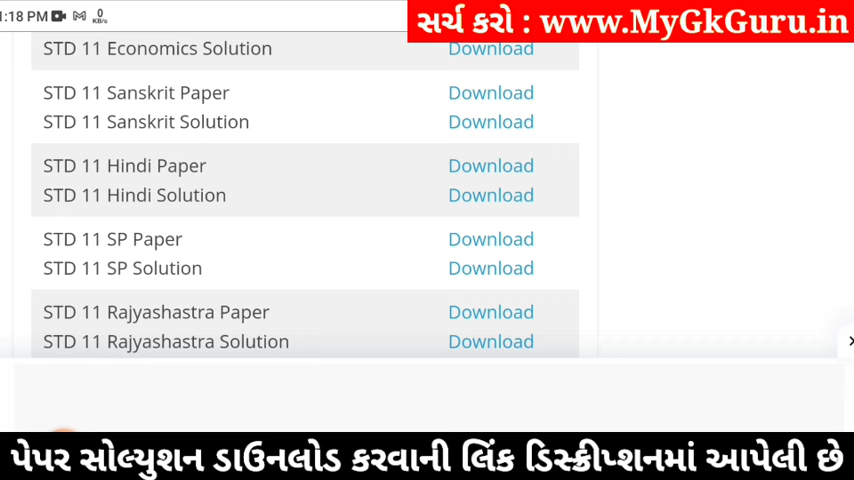 1:18 PM 0 KB/s
સર્ચ કરો : www.MyGkGuru.in
STD 11 Economics Solution Download
STD 11 Sanskrit Paper Download
STD 11 Sanskrit Solution Download
STD 11 Hindi Paper Download
STD 11 Hindi Solution Download
STD 11 SP Paper Download
STD 11 SP Solution Download
STD 11 Rajyashastra Paper Download
STD 11 Rajyashastra Solution Download
પેપર સોલ્યુશન ડાઉનલોડ કરવાની લિંક ડિસ્ક્રીપ્શનમાં આપેલી છે